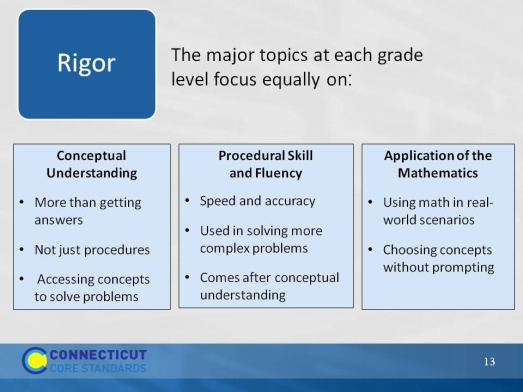 Rigor
The major topics at each grade
level focus equally on:
Conceptual
Understanding
• More than getting
answers
• Not just procedures
• Accessing concepts
to solve problems
Procedural Skill
and Fluency
• Speed and accuracy
• Used in solving more
complex problems
• Comes after conceptual
understanding
Application of the
Mathematics
• Using math in real-
world scenarios
• Choosing concepts
without prompting
CONNECTICUT
CORE STANDARDS
13